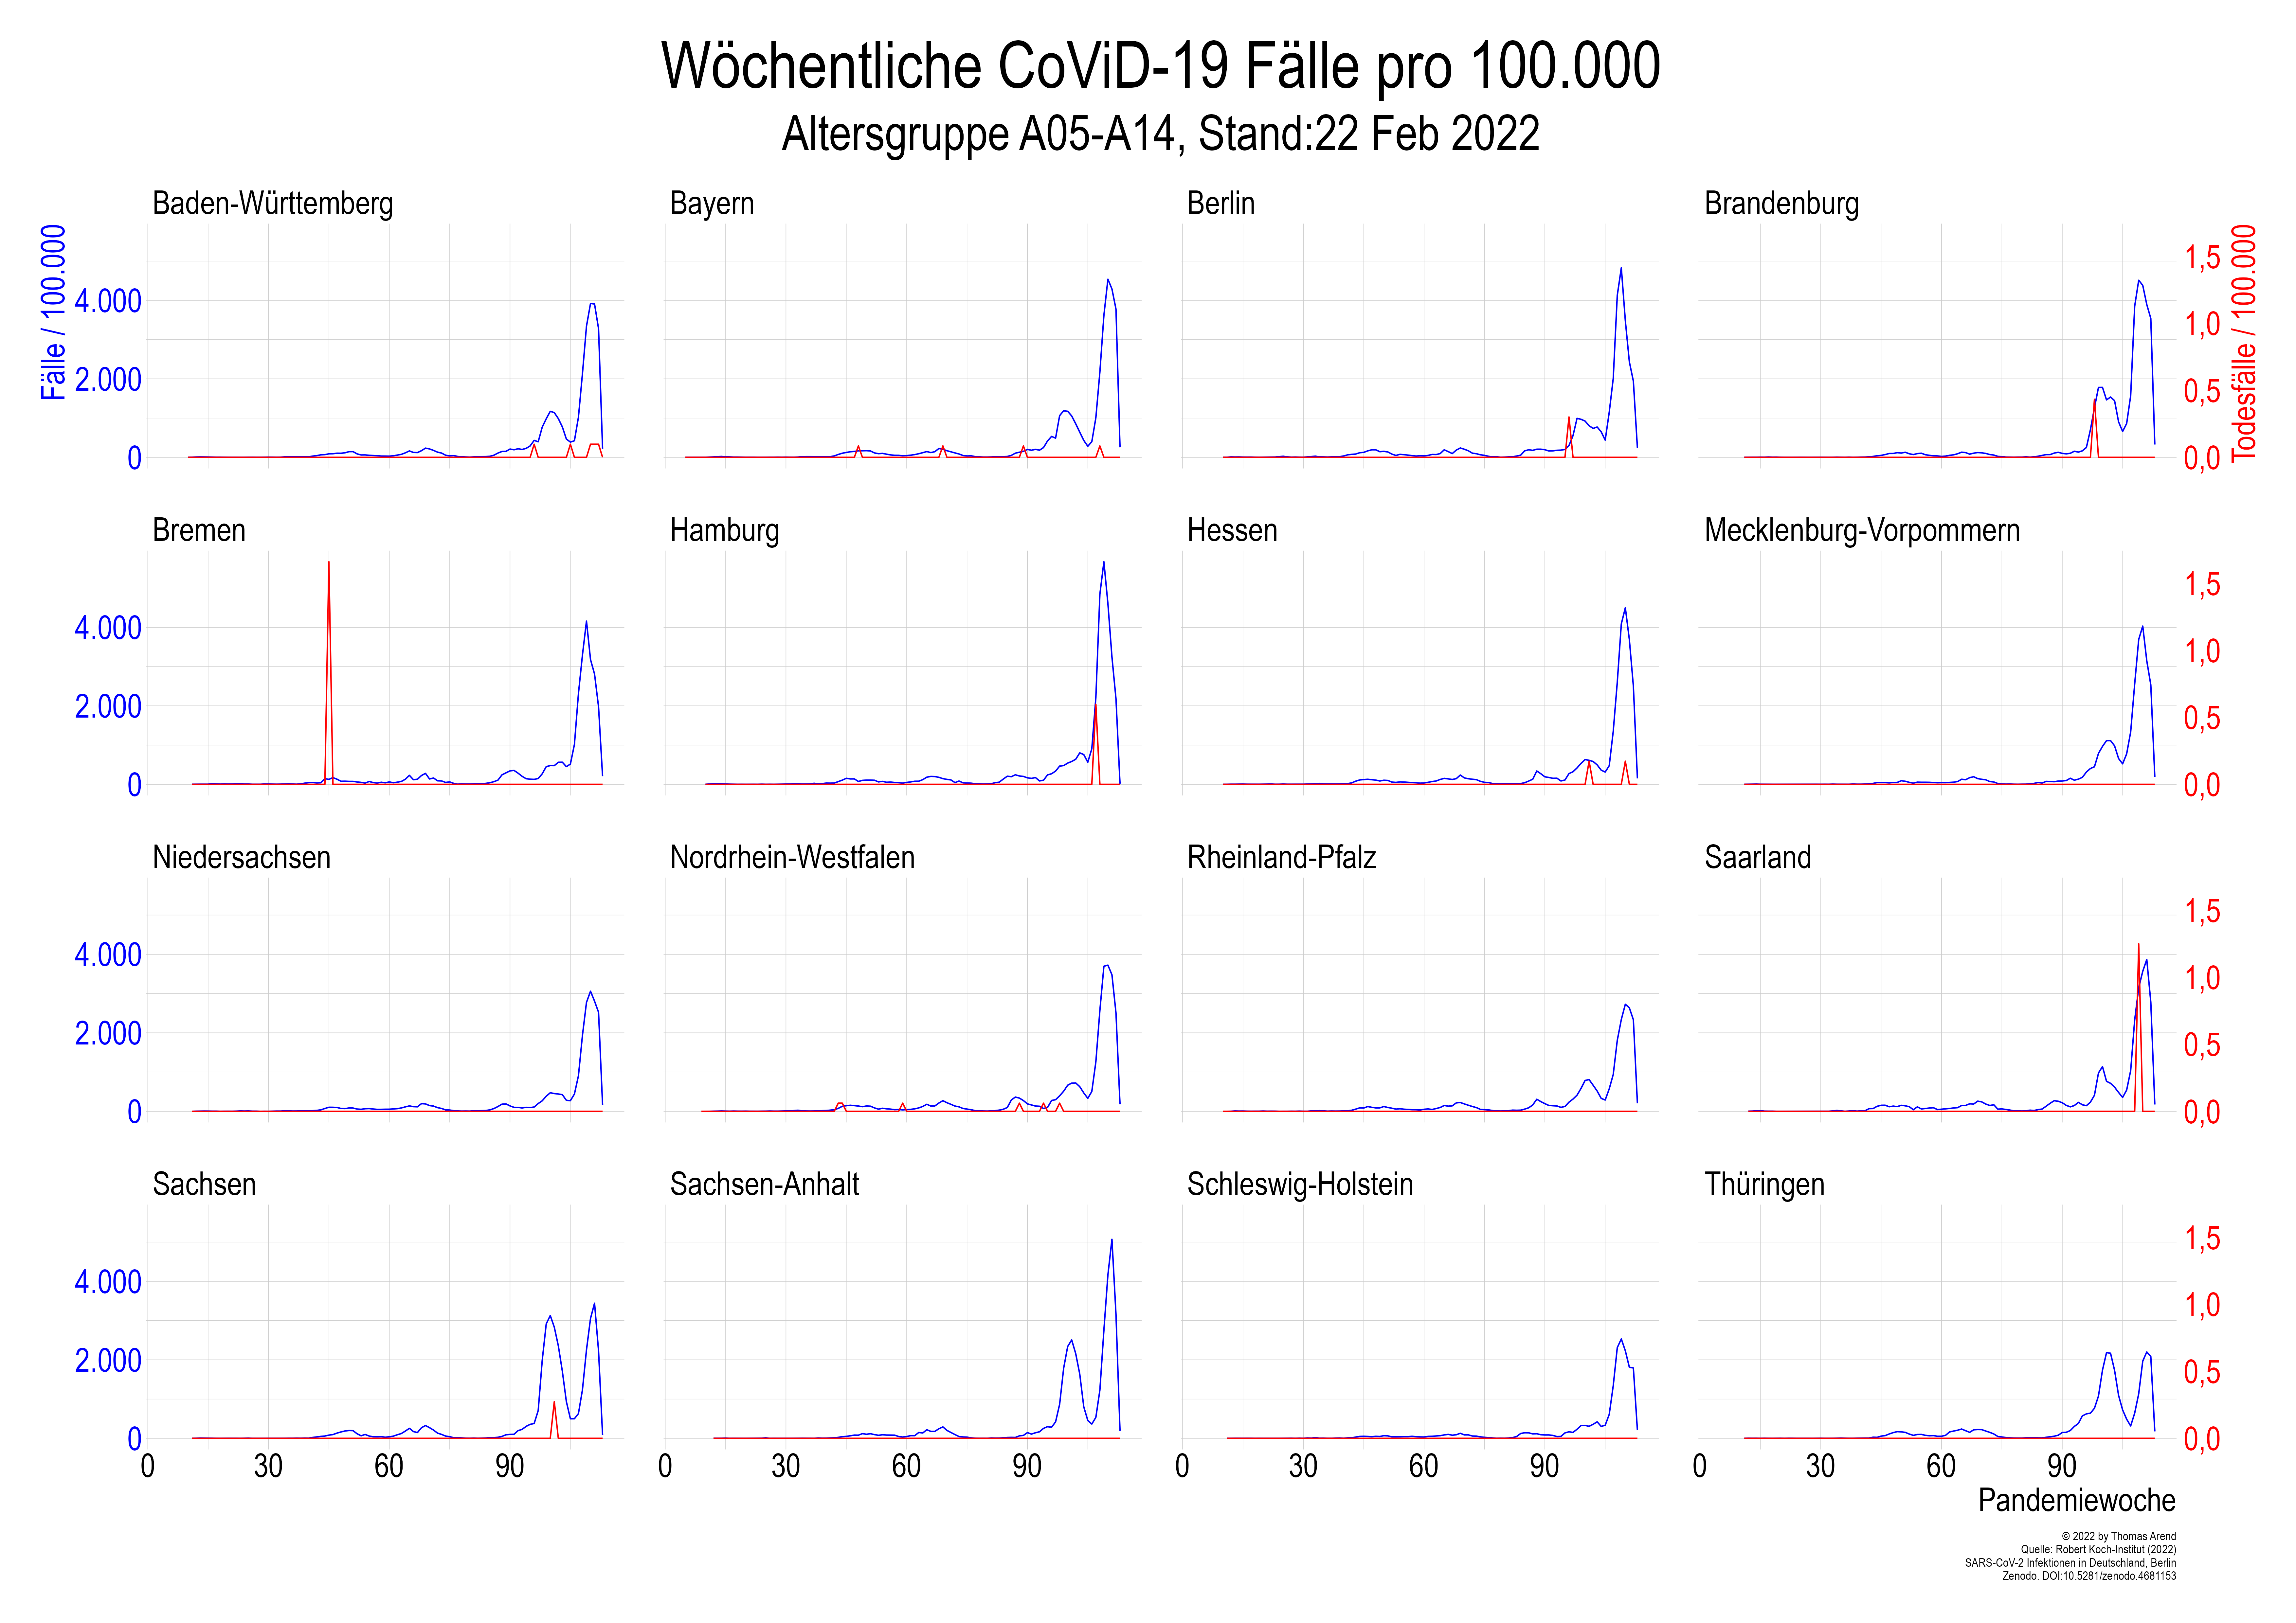 Wöchentliche CoViD-19 Fälle pro 100.000
Altersgruppe A05-A14, Stand:22 Feb 2022
Baden-Württemberg
Bayern
Berlin
Brandenburg
Fälle / 100.000
4.000
2.000
0
1,5
1,0
0,5
0,0
Todesfälle / 100.000
Bremen
Hamburg
Hessen
Mecklenburg-Vorpommern
4.000
2.000
0
1,5
1,0
0,5
0,0
Niedersachsen
Nordrhein-Westfalen
Rheinland-Pfalz
Saarland
4.000
2.000
0
1,5
1,0
0,5
0,0
Sachsen
Sachsen-Anhalt
Schleswig-Holstein
Thüringen
4.000
2.000
0
1,5
1,0
0,5
0,0
0 30 60 90
0 30 60 90
0 30 60 90
0 30 60 90
Pandemiewoche
© 2022 by Thomas Arend
Quelle: Robert Koch-Institut (2022)
SARS-CoV-2 Infektionen in Deutschland, Berlin
Zenodo. DOI:10.5281/zenodo.4681153